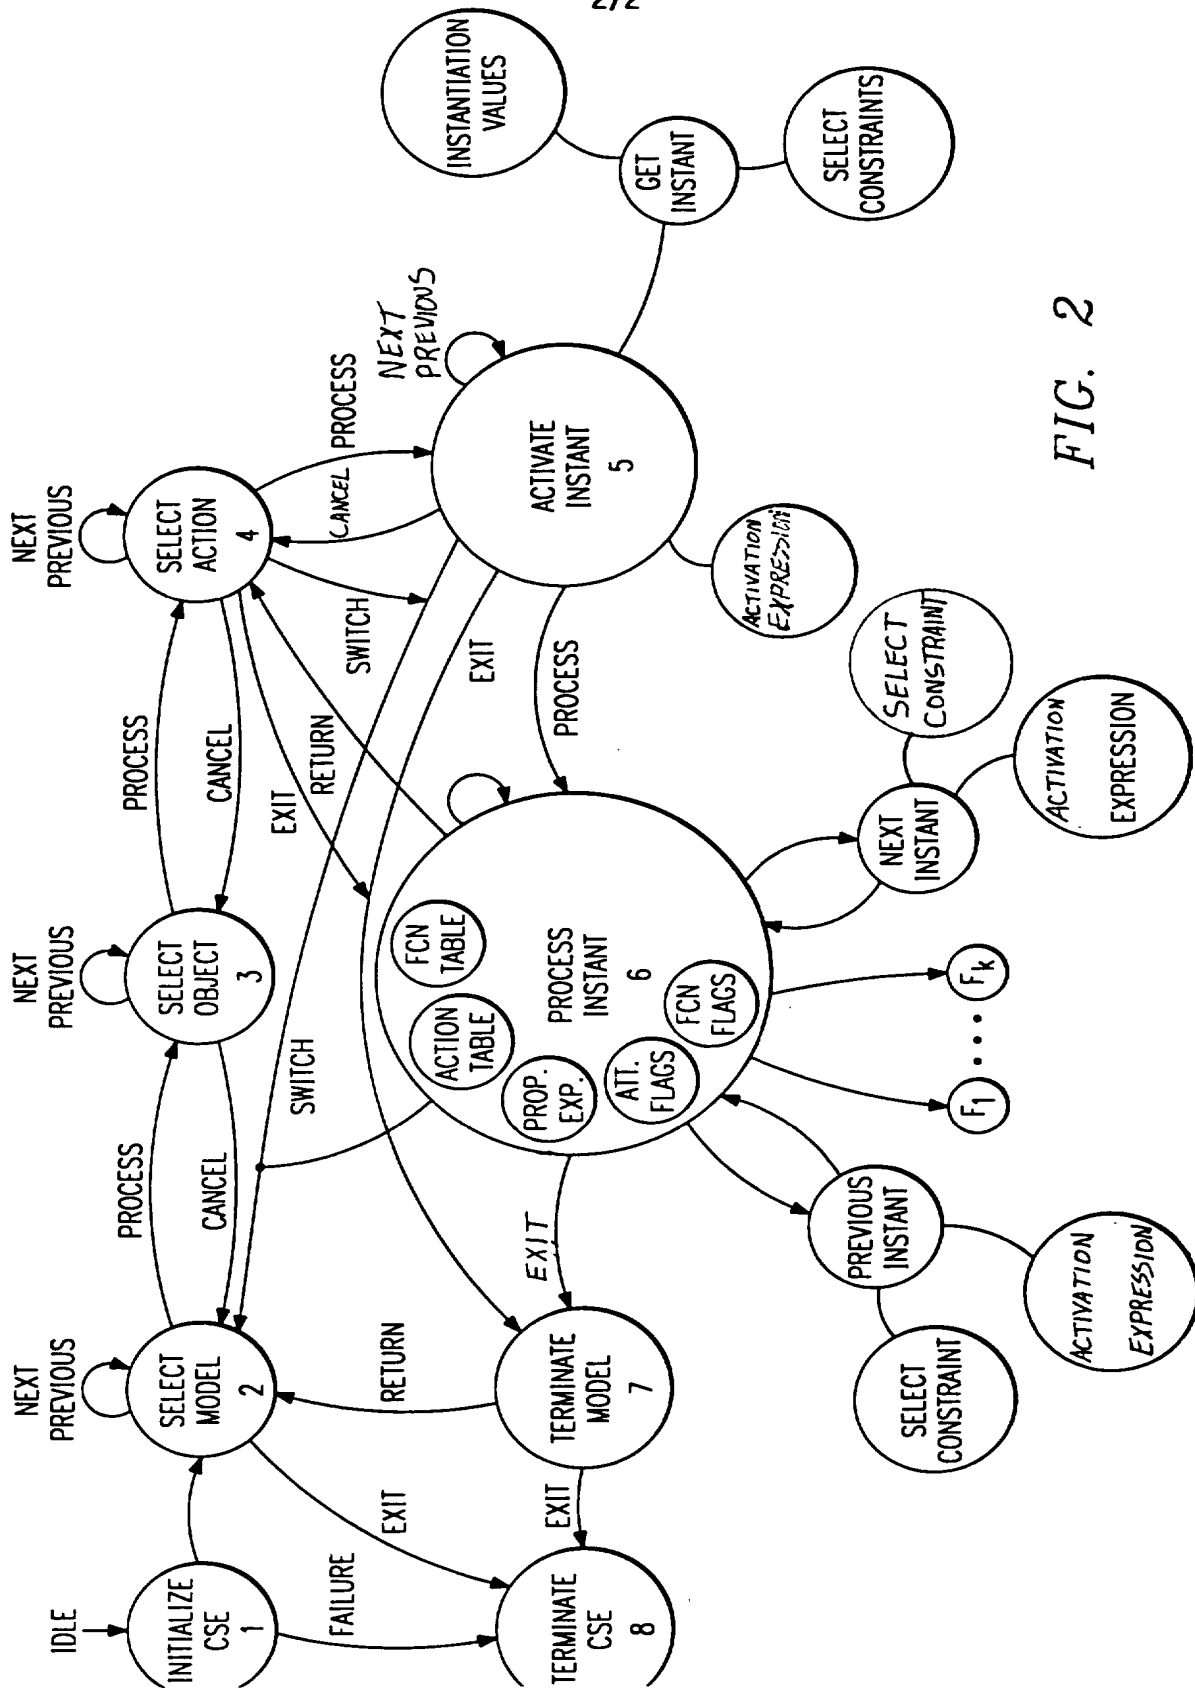 2/2
IDLE
INITIALIZE
CSE
1
FAILURE
NEXT
PREVIOUS
SELECT
MODEL
2
PROCESS
CANCEL
NEXT
PREVIOUS
SELECT
OBJECT
3
PROCESS
CANCEL
NEXT
PREVIOUS
SELECT
ACTION
4
PROCESS
CANCEL
SWITCH
EXIT
RETURN
SWITCH
EXIT
NEXT
PREVIOUS
ACTIVATE
INSTANT
5
PROCESS
INSTANTIATION
VALUES
GET
INSTANT
SELECT
CONSTRAINTS
ACTIVATION
EXPRESSION
EXIT
RETURN
TERMINATE
CSE
8
EXIT
TERMINATE
MODEL
7
EXIT
PROCESS
INSTANT
6
FCN
TABLE
ACTION
TABLE
PROP.
EXP.
ATT.
FLAGS
FCN
FLAGS
PREVIOUS
INSTANT
SELECT
CONSTRAINT
ACTIVATION
EXPRESSION
F1 • • • • Fk
NEXT
INSTANT
SELECT
CONSTRAINT
ACTIVATION
EXPRESSION
FIG. 2